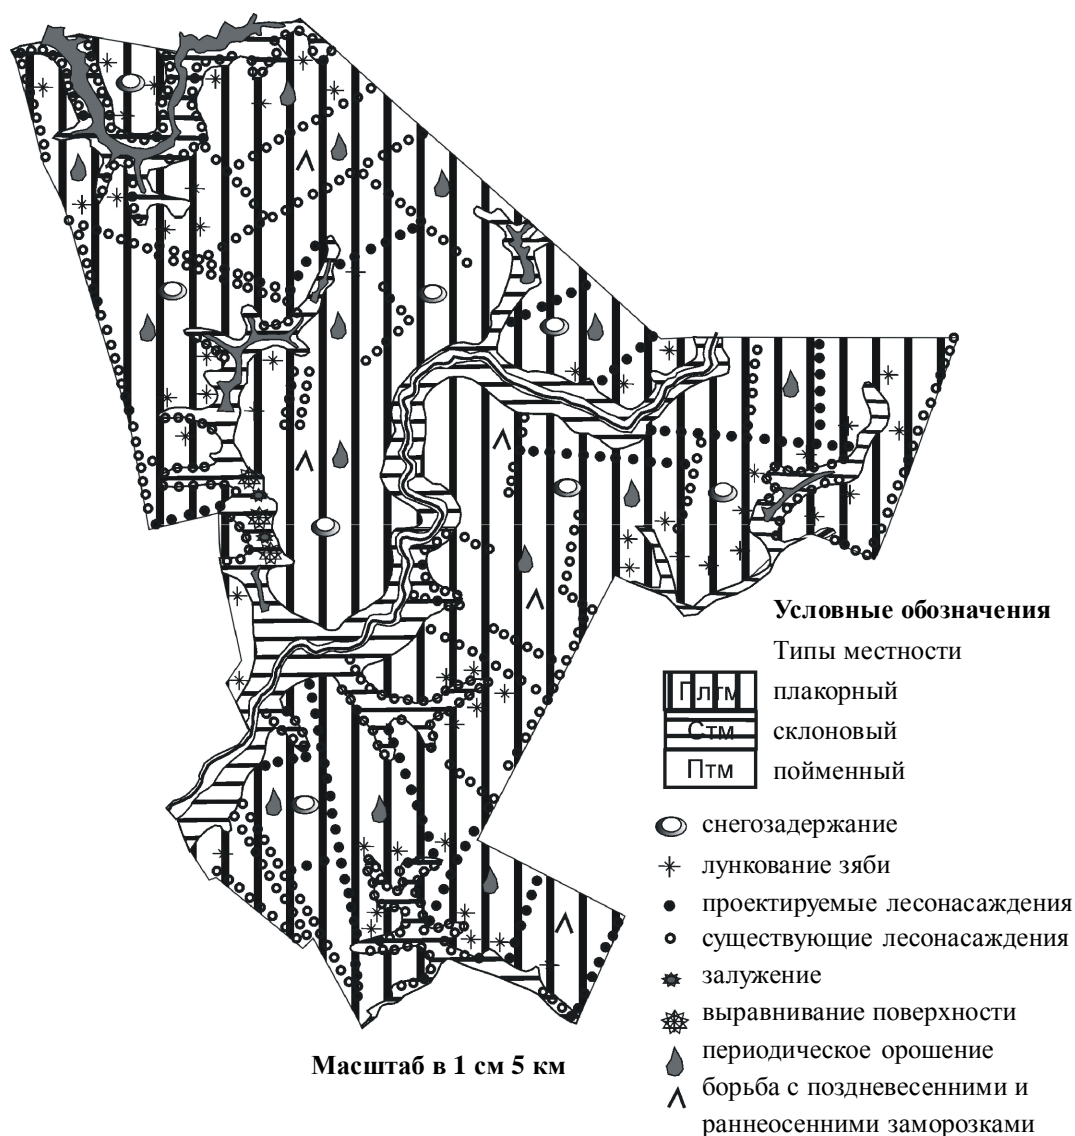 Условные обозначения
Типы местности
Плтм плакорный
Стм склоновый
Птм пойменный
снегозадержание
лункование зяби
проектируемые лесонасаждения
существующие лесонасаждения
залужение
выравнивание поверхности
периодическое орошение
борьба с поздневесенними и
раннеосенними заморозками
Масштаб в 1 см 5 км